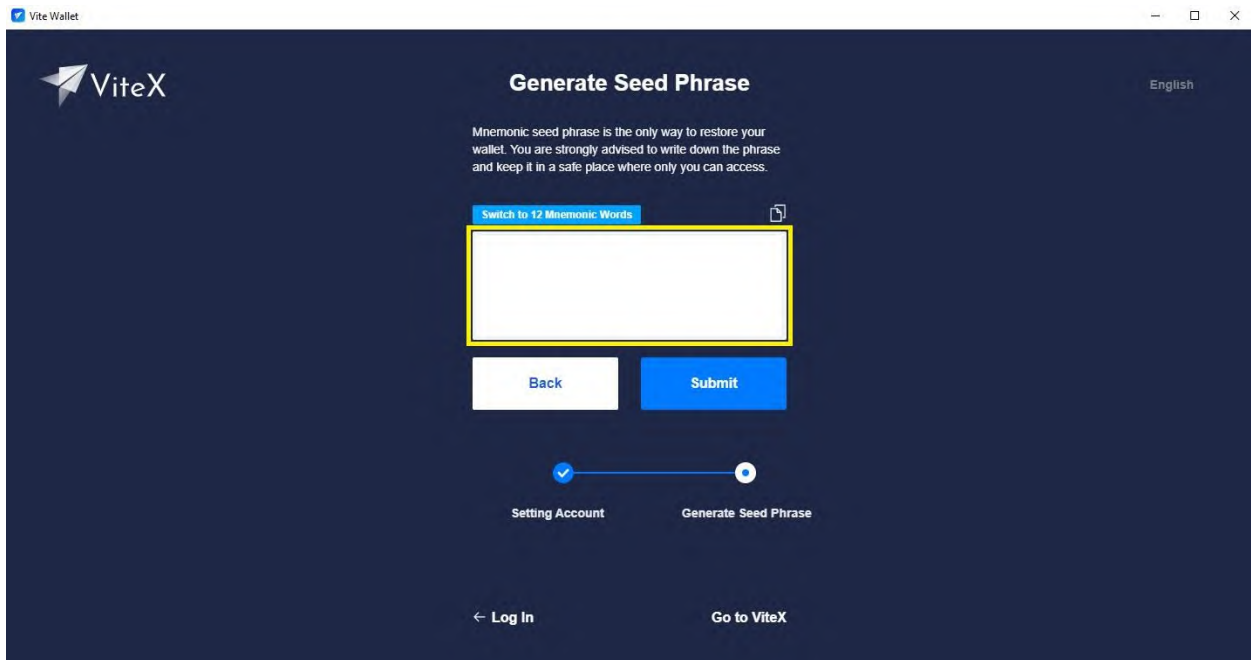 Vite Wallet
ViteX
Generate Seed Phrase
English
Mnemonic seed phrase is the only way to restore your
wallet. You are strongly advised to write down the phrase
and keep it in a safe place where only you can access.
Switch to 12 Mnemonic Words
Back
Submit
Setting Account
Generate Seed Phrase
← Log In
Go to ViteX